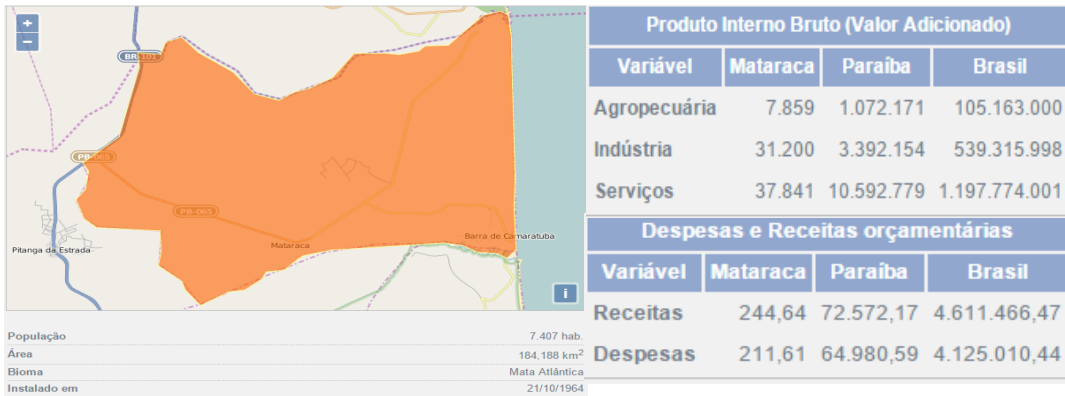 +
−
BR-101
PB-065
PB-065
Pitanga da Estrada
Mataraca
Barra de Camaratuba
i
População 7.407 hab.
Área 184,188 km²
Bioma Mata Atlântica
Instalado em 21/10/1964
Produto Interno Bruto (Valor Adicionado)
Variável Mataraca Paraíba Brasil
Agropecuária 7.859 1.072.171 105.163.000
Indústria 31.200 3.392.154 539.315.998
Serviços 37.841 10.592.779 1.197.774.001
Despesas e Receitas orçamentárias
Variável Mataraca Paraíba Brasil
Receitas 244,64 72.572,17 4.611.466,47
Despesas 211,61 64.980,59 4.125.010,44